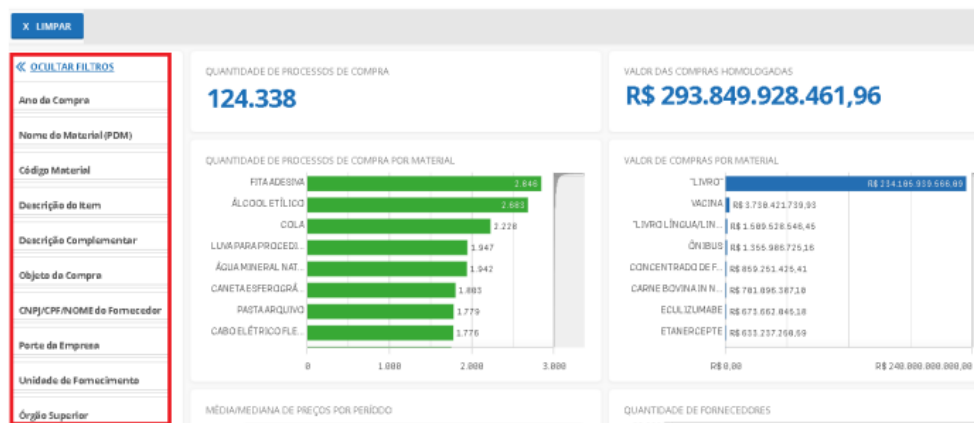 X LIMPAR
« OCULTAR FILTROS
Ano da Compra
Nome do Material (PDM)
Código Material
Descrição do Item
Descrição Complementar
Objeto da Compra
CNPJ/CPF/NOME do Fornecedor
Porte da Empresa
Unidade de Fornecimento
Órgão Superior
QUANTIDADE DE PROCESSOS DE COMPRA
124.338
VALOR DAS COMPRAS HOMOLOGADAS
R$ 293.849.928.461,96
QUANTIDADE DE PROCESSOS DE COMPRA POR MATERIAL
FITA ADESIVA 2.846
ÁLCOOL ETÍLICO 2.683
COLA 2.228
LUVA PARA PROCEDI... 1.947
ÁGUA MINERAL NAT... 1.942
CANETA ESFEROGRÁ... 1.803
PASTA ARQUIVO 1.779
CABO ELÉTRICO FLE... 1.776
0 1.000 2.000 3.000
VALOR DE COMPRAS POR MATERIAL
"LIVRO"
VACINA R$ 3.738.421.739,93
"LIVRO LÍNGUA/LIN... R$ 1.589.528.546,45
ÔNIBUS R$ 1.355.986.725,16
CONCENTRADO DE F... R$ 859.251.425,41
CARNE BOVINA IN N... R$ 781.896.387,18
ECULIZUMABE R$ 673.662.845,18
ETANERCEPTE R$ 633.237.268,69
R$ 0,00 R$ 240.000.000.000,00
MÉDIA/MEDIANA DE PREÇOS POR PERÍODO
QUANTIDADE DE FORNECEDORES